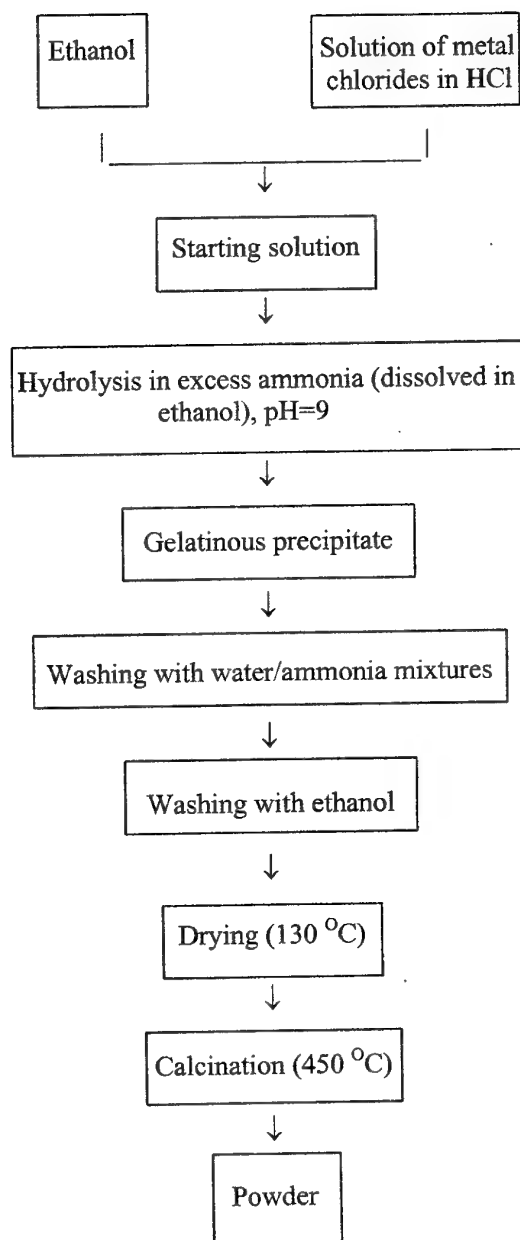 Ethanol
Solution of metal
chlorides in HCl
Starting solution
Hydrolysis in excess ammonia (dissolved in
ethanol), pH=9
Gelatinous precipitate
Washing with water/ammonia mixtures
Washing with ethanol
Drying (130 °C)
Calcination (450 °C)
Powder